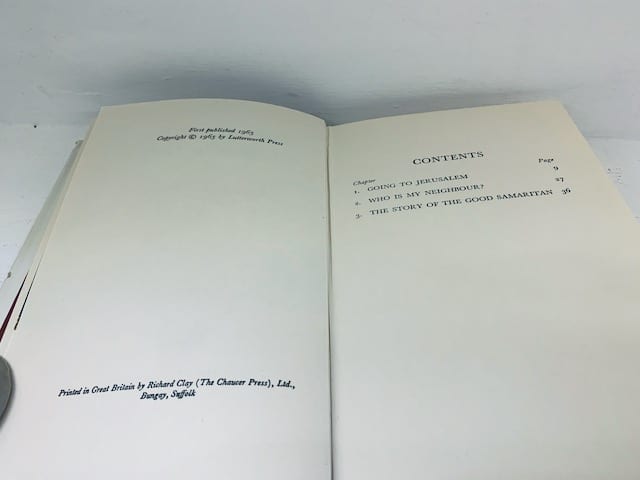 First published 1965
Copyright © 1965 by Lutterworth Press
Printed in Great Britain by Richard Clay (The Chaucer Press), Ltd.,
Bungay, Suffolk
CONTENTS
Chapter Page
1. GOING TO JERUSALEM 9
2. WHO IS MY NEIGHBOUR? 27
3. THE STORY OF THE GOOD SAMARITAN 36